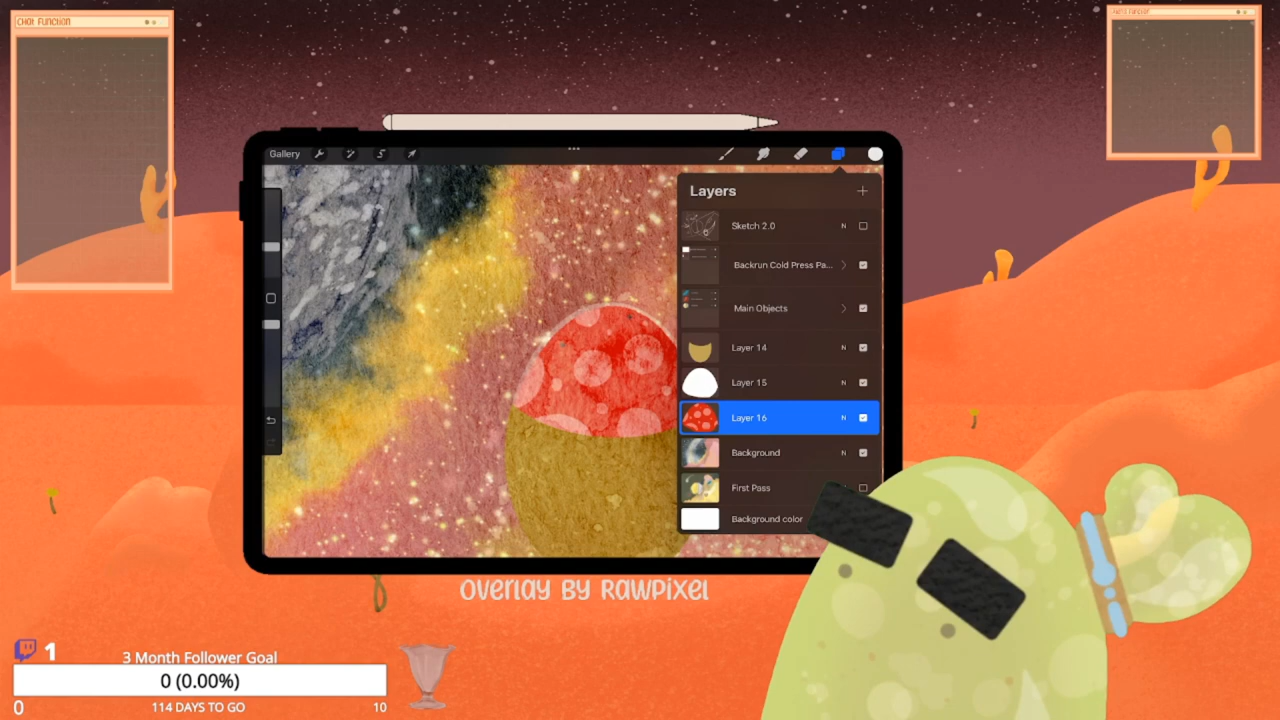 Chat Function
Gallery
Layers
Sketch 2.0
N
Backrun Cold Press Pa...
Main Objects
Layer 14
N
Layer 15
N
Layer 16
N
Background
N
First Pass
Background color
Overlay by Rawpixel
1
3 Month Follower Goal
0 (0.00%)
0
114 DAYS TO GO
10